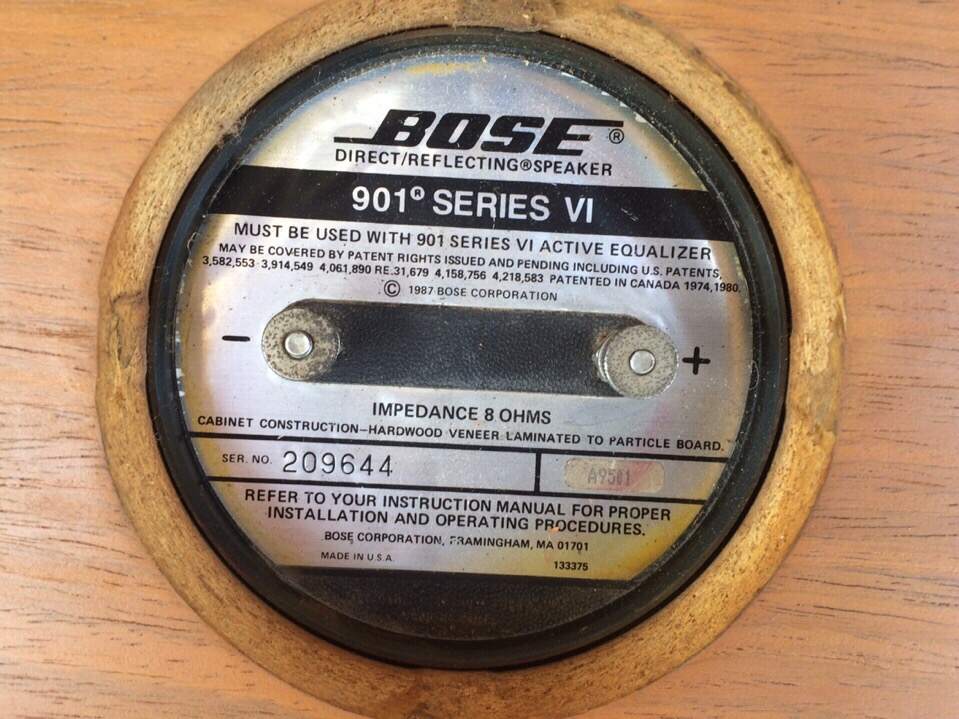 BOSE®
DIRECT/REFLECTING® SPEAKER
901® SERIES VI
MUST BE USED WITH 901 SERIES VI ACTIVE EQUALIZER
MAY BE COVERED BY PATENT RIGHTS ISSUED AND PENDING INCLUDING U.S. PATENTS,
3,582,553 3,914,549 4,061,890 RE.31,679 4,158,756 4,218,583 PATENTED IN CANADA 1974,1980.
© 1987 BOSE CORPORATION
- +
IMPEDANCE 8 OHMS
CABINET CONSTRUCTION—HARDWOOD VENEER LAMINATED TO PARTICLE BOARD.
SER. NO. 209644 A9501
REFER TO YOUR INSTRUCTION MANUAL FOR PROPER
INSTALLATION AND OPERATING PROCEDURES.
BOSE CORPORATION, FRAMINGHAM, MA 01701
MADE IN U.S.A. 133375